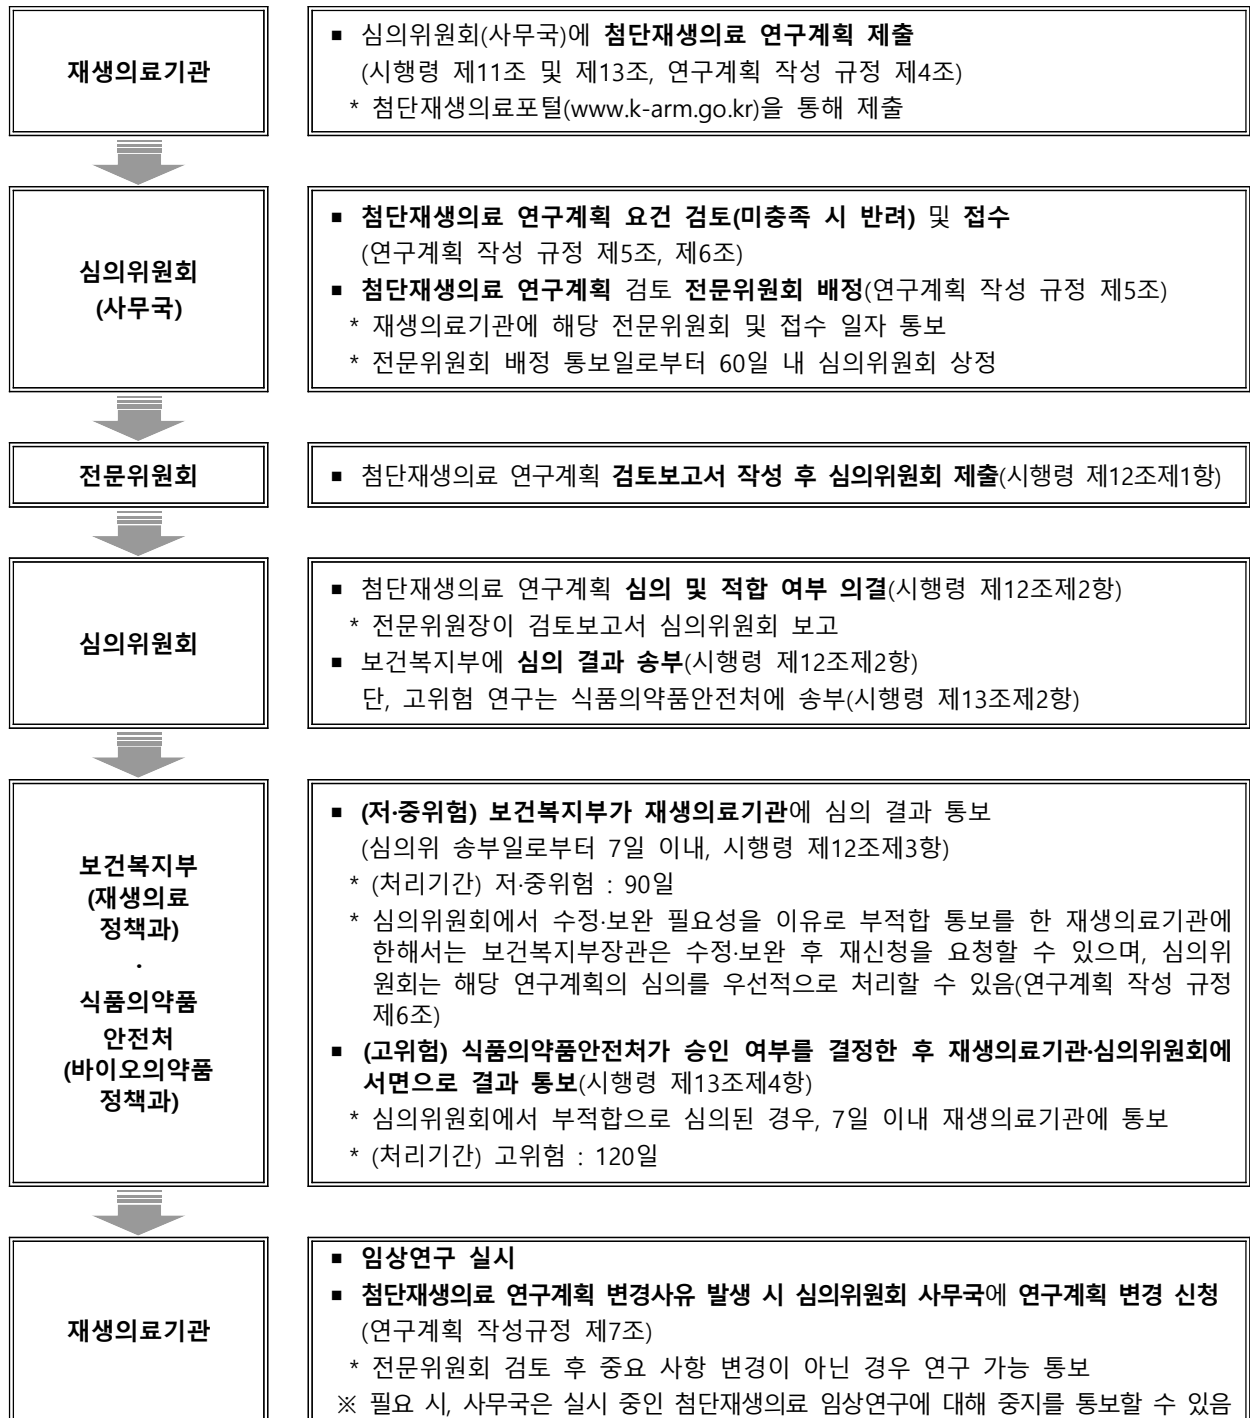 재생의료기관
▪ 심의위원회(사무국)에 첨단재생의료 연구계획 제출
(시행령 제11조 및 제13조, 연구계획 작성 규정 제4조)
* 첨단재생의료포털(www.k-arm.go.kr)을 통해 제출
심의위원회
(사무국)
▪ 첨단재생의료 연구계획 요건 검토(미충족 시 반려) 및 접수
(연구계획 작성 규정 제5조, 제6조)
▪ 첨단재생의료 연구계획 검토 전문위원회 배정(연구계획 작성 규정 제5조)
* 재생의료기관에 해당 전문위원회 및 접수 일자 통보
* 전문위원회 배정 통보일로부터 60일 내 심의위원회 상정
전문위원회
▪ 첨단재생의료 연구계획 검토보고서 작성 후 심의위원회 제출(시행령 제12조제1항)
심의위원회
▪ 첨단재생의료 연구계획 심의 및 적합 여부 의결(시행령 제12조제2항)
* 전문위원장이 검토보고서 심의위원회 보고
▪ 보건복지부에 심의 결과 송부(시행령 제12조제2항)
단, 고위험 연구는 식품의약품안전처에 송부(시행령 제13조제2항)
보건복지부
(재생의료
정책과)
·
식품의약품
안전처
(바이오의약품
정책과)
▪ (저·중위험) 보건복지부가 재생의료기관에 심의 결과 통보
(심의위 송부일로부터 7일 이내, 시행령 제12조제3항)
* (처리기간) 저·중위험 : 90일
* 심의위원회에서 수정·보완 필요성을 이유로 부적합 통보를 한 재생의료기관에
한해서는 보건복지부장관은 수정·보완 후 재신청을 요청할 수 있으며, 심의위
원회는 해당 연구계획의 심의를 우선적으로 처리할 수 있음(연구계획 작성 규정
제6조)
▪ (고위험) 식품의약품안전처가 승인 여부를 결정한 후 재생의료기관·심의위원회에
서면으로 결과 통보(시행령 제13조제4항)
* 심의위원회에서 부적합으로 심의된 경우, 7일 이내 재생의료기관에 통보
* (처리기간) 고위험 : 120일
재생의료기관
▪ 임상연구 실시
▪ 첨단재생의료 연구계획 변경사유 발생 시 심의위원회 사무국에 연구계획 변경 신청
(연구계획 작성규정 제7조)
* 전문위원회 검토 후 중요 사항 변경이 아닌 경우 연구 가능 통보
※ 필요 시, 사무국은 실시 중인 첨단재생의료 임상연구에 대해 중지를 통보할 수 있음